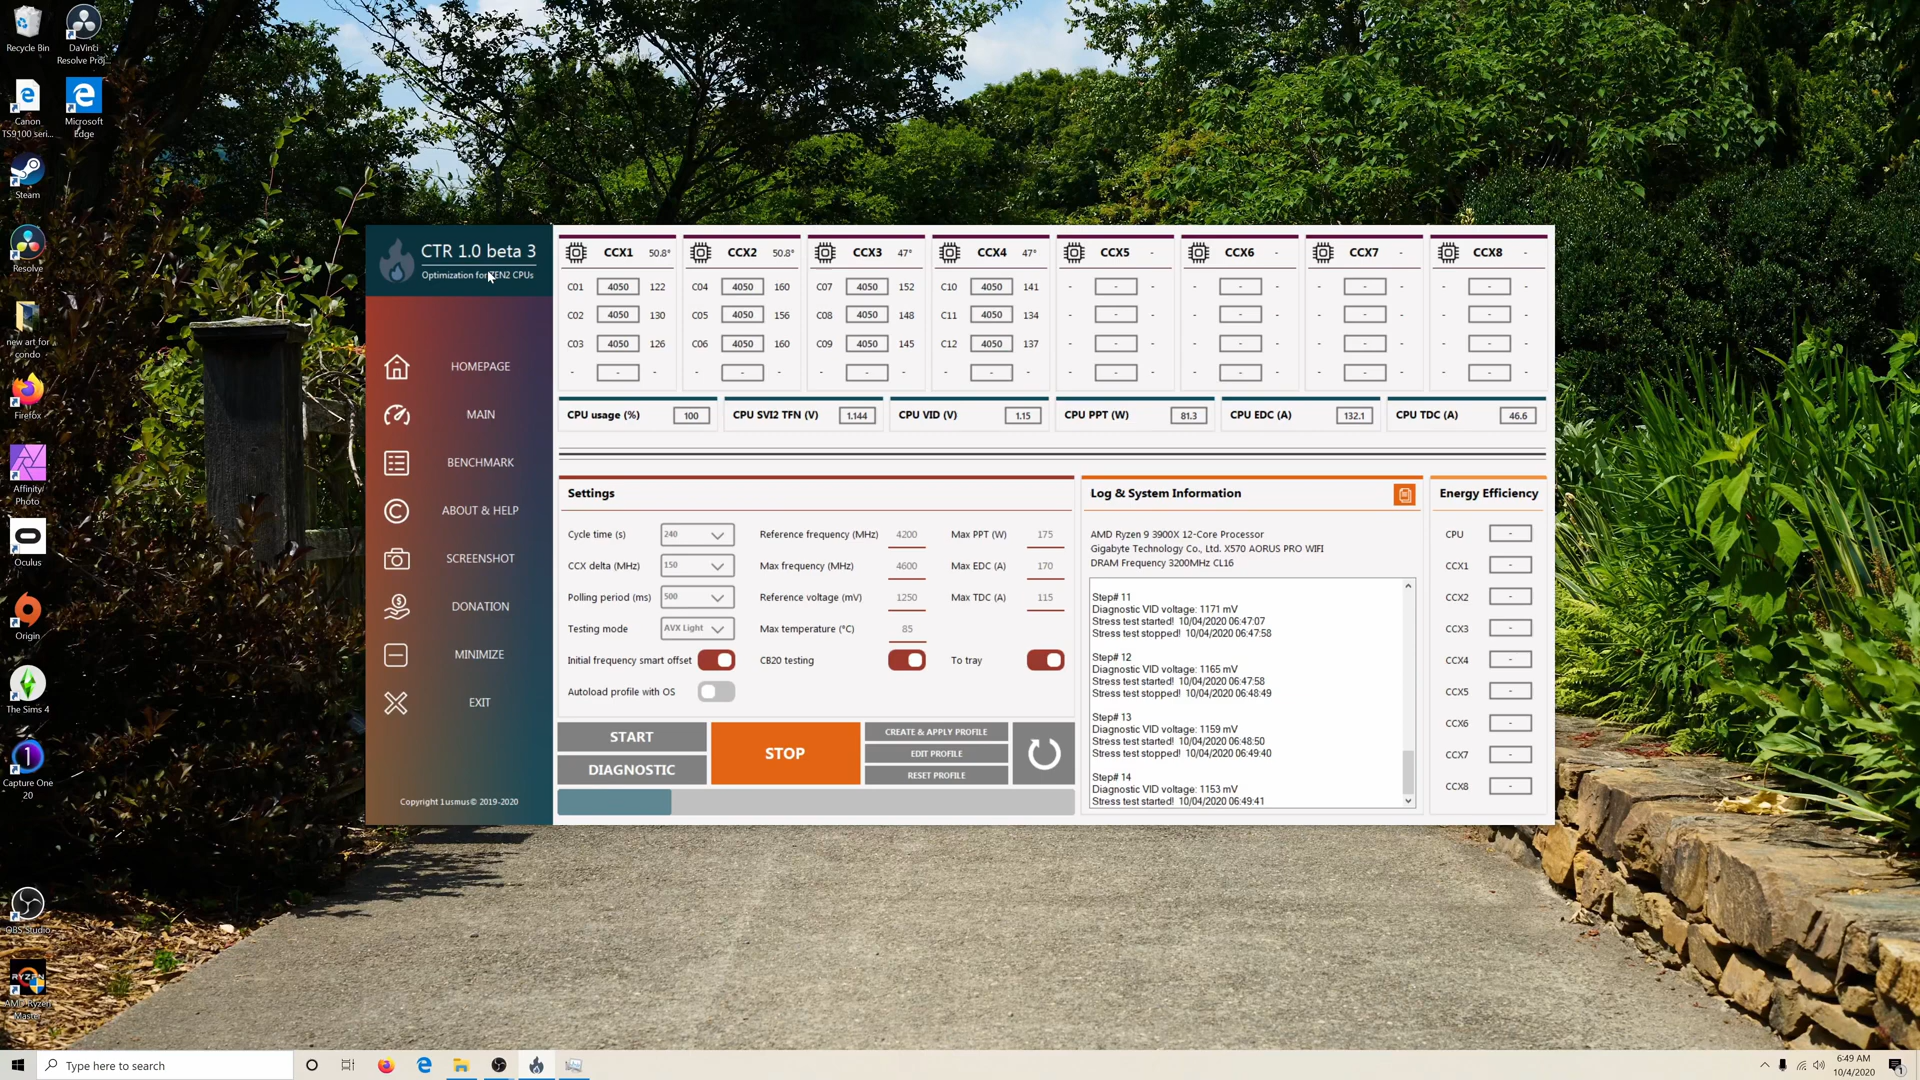 Recycle Bin
DaVinci
Resolve Proj...
Canon
TS9100 seri...
Microsoft
Edge
Steam
Resolve
new art for
condo
Firefox
Affinity
Photo
Oculus
Origin
The Sims 4
Capture One
20
OBS Studio
RYZEN
AMD Ryzen
Master
CTR 1.0 beta 3
Optimization for ZEN2 CPUs
HOMEPAGE
MAIN
BENCHMARK
ABOUT & HELP
SCREENSHOT
DONATION
MINIMIZE
EXIT
Copyright 1usmus© 2019-2020
CCX1 50.8°
C01 4050 122
C02 4050 130
C03 4050 126
- - -
CCX2 50.8°
C04 4050 160
C05 4050 156
C06 4050 160
- - -
CCX3 47°
C07 4050 152
C08 4050 148
C09 4050 145
- - -
CCX4 47°
C10 4050 141
C11 4050 134
C12 4050 137
- - -
CCX5 -
- - -
- - -
- - -
- - -
CCX6 -
- - -
- - -
- - -
- - -
CCX7 -
- - -
- - -
- - -
- - -
CCX8 -
- - -
- - -
- - -
- - -
CPU usage (%) 100
CPU SVI2 TFN (V) 1.144
CPU VID (V) 1.15
CPU PPT (W) 81.3
CPU EDC (A) 132.1
CPU TDC (A) 46.6
Settings
Cycle time (s) 240 Reference frequency (MHz) 4200 Max PPT (W) 175
CCX delta (MHz) 150 Max frequency (MHz) 4600 Max EDC (A) 170
Polling period (ms) 500 Reference voltage (mV) 1250 Max TDC (A) 115
Testing mode AVX Light Max temperature (°C) 85
Initial frequency smart offset CB20 testing To tray
Autoload profile with OS
START
DIAGNOSTIC
STOP
CREATE & APPLY PROFILE
EDIT PROFILE
RESET PROFILE
Log & System Information
AMD Ryzen 9 3900X 12-Core Processor
Gigabyte Technology Co., Ltd. X570 AORUS PRO WIFI
DRAM Frequency 3200MHz CL16
Step# 11
Diagnostic VID voltage: 1171 mV
Stress test started! 10/04/2020 06:47:07
Stress test stopped! 10/04/2020 06:47:58
Step# 12
Diagnostic VID voltage: 1165 mV
Stress test started! 10/04/2020 06:47:58
Stress test stopped! 10/04/2020 06:48:49
Step# 13
Diagnostic VID voltage: 1159 mV
Stress test started! 10/04/2020 06:48:50
Stress test stopped! 10/04/2020 06:49:40
Step# 14
Diagnostic VID voltage: 1153 mV
Stress test started! 10/04/2020 06:49:41
Energy Efficiency
CPU -
CCX1 -
CCX2 -
CCX3 -
CCX4 -
CCX5 -
CCX6 -
CCX7 -
CCX8 -
Type here to search
6:49 AM
10/4/2020
1